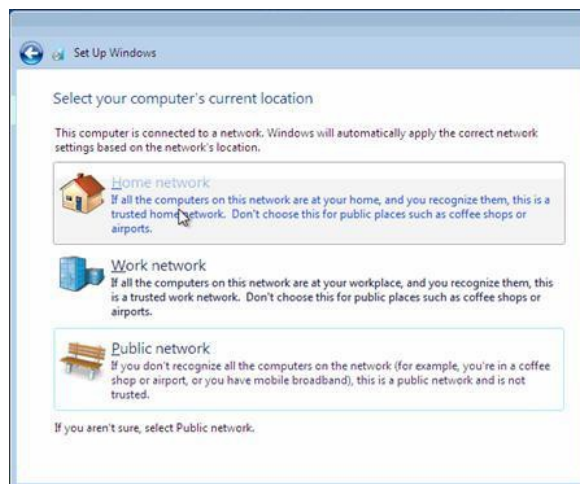 Set Up Windows
Select your computer's current location
This computer is connected to a network. Windows will automatically apply the correct network
settings based on the network's location.
Home network
If all the computers on this network are at your home, and you recognize them, this is a
trusted home network. Don't choose this for public places such as coffee shops or
airports.
Work network
If all the computers on this network are at your workplace, and you recognize them, this
is a trusted work network. Don't choose this for public places such as coffee shops or
airports.
Public network
If you don't recognize all the computers on the network (for example, you're in a coffee
shop or airport, or you have mobile broadband), this is a public network and is not
trusted.
If you aren't sure, select Public network.